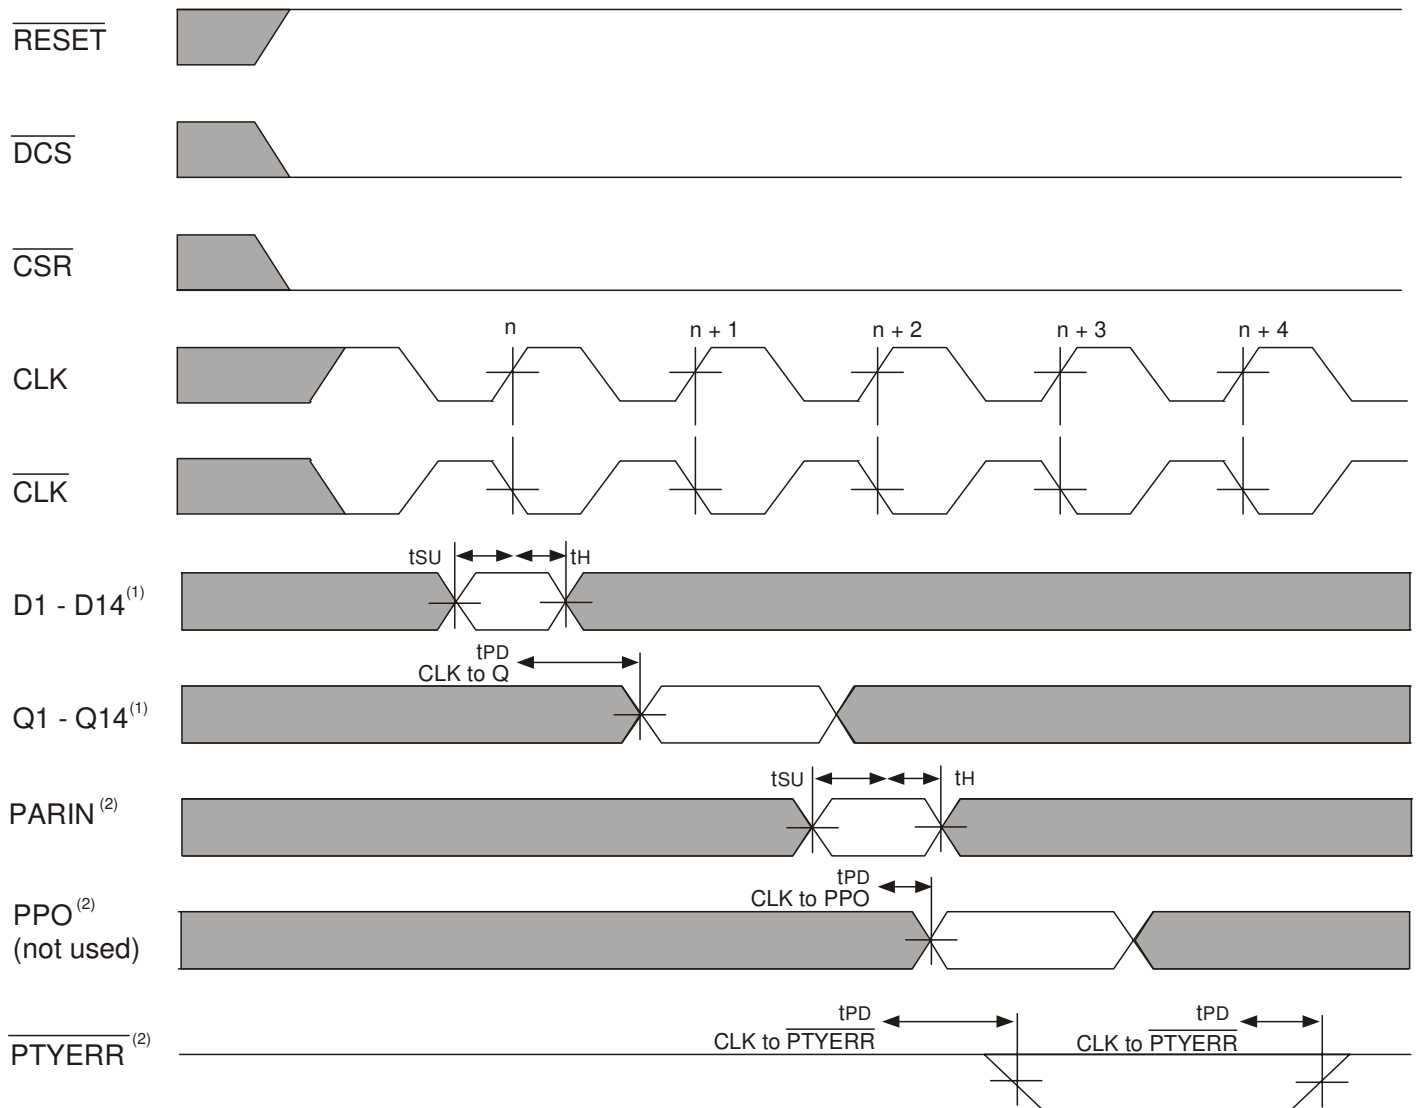 RESET
DCS
CSR
n
n + 1
n + 2
n + 3
n + 4
CLK
CLK
tSU
tH
D1 - D14(1)
tPD
CLK to Q
Q1 - Q14(1)
tSU
tH
PARIN (2)
tPD
CLK to PPO
PPO (2)
(not used)
tPD
CLK to PTYERR
tPD
CLK to PTYERR
PTYERR (2)